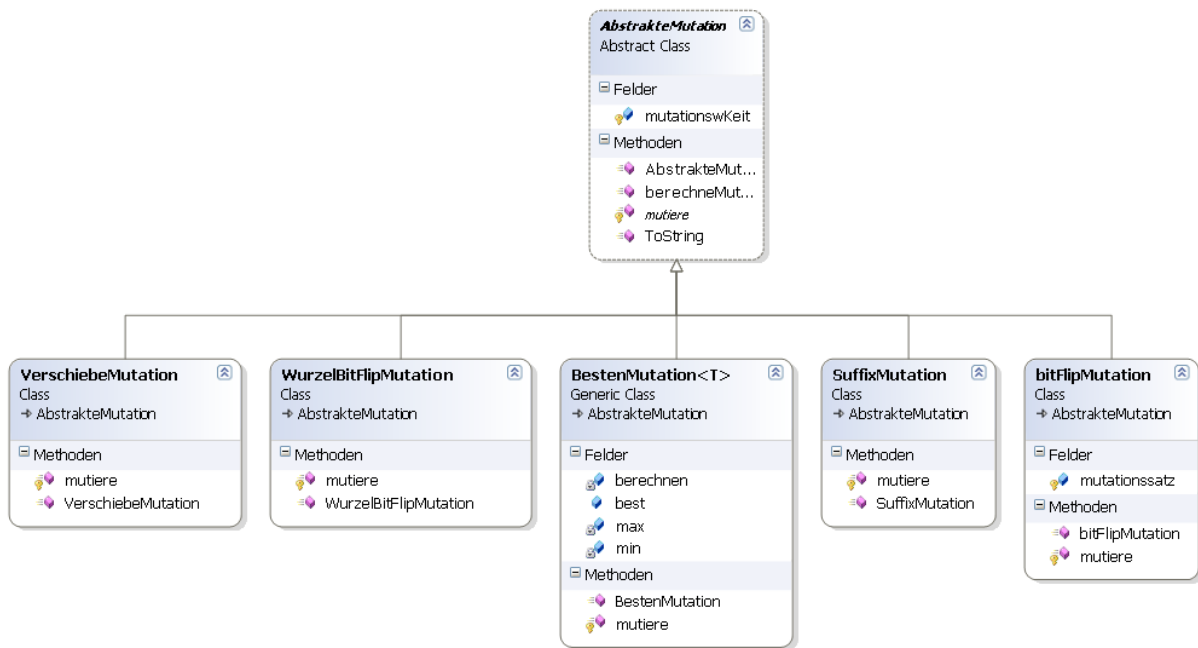 AbstrakteMutation
Abstract Class
Felder
mutationswKeit
Methoden
AbstrakteMut...
berechneMut...
mutiere
ToString
VerschiebeMutation
Class
AbstrakteMutation
Methoden
mutiere
VerschiebeMutation
WurzelBitFlipMutation
Class
AbstrakteMutation
Methoden
mutiere
WurzelBitFlipMutation
BestenMutation<T>
Generic Class
AbstrakteMutation
Felder
berechnen
best
max
min
Methoden
BestenMutation
mutiere
SuffixMutation
Class
AbstrakteMutation
Methoden
mutiere
SuffixMutation
bitFlipMutation
Class
AbstrakteMutation
Felder
mutationssatz
Methoden
bitFlipMutation
mutiere